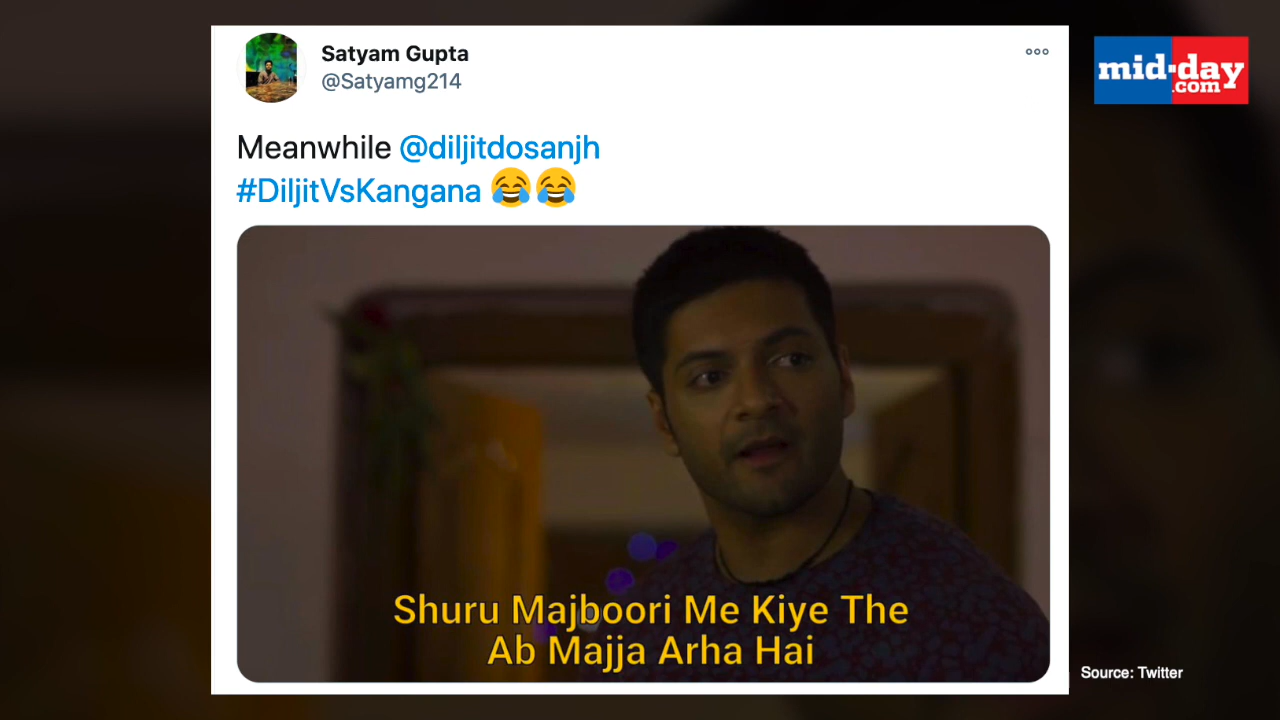 Satyam Gupta
@Satyamg214
mid-day
.com
Meanwhile @diljitdosanjh
#DiljitVsKangana 😂😂
Shuru Majboori Me Kiye The
Ab Majja Arha Hai
Source: Twitter